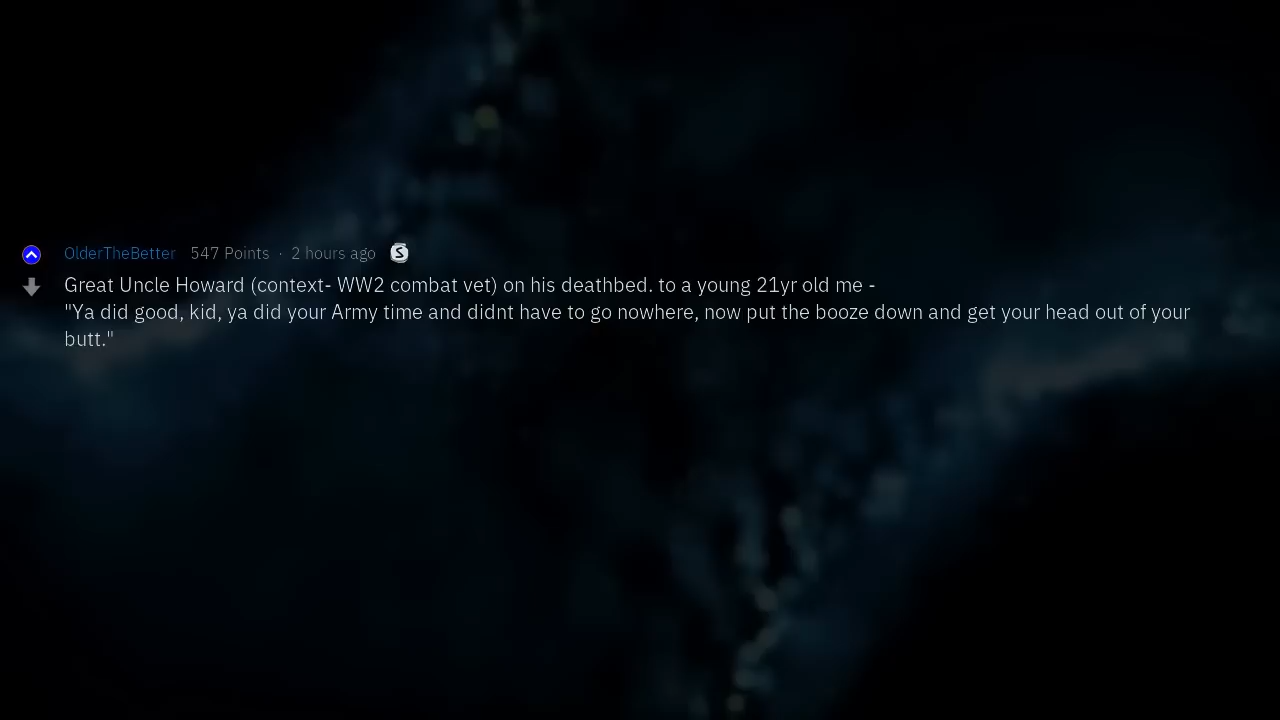 OlderTheBetter 547 Points · 2 hours ago S
Great Uncle Howard (context- WW2 combat vet) on his deathbed. to a young 21yr old me -
"Ya did good, kid, ya did your Army time and didnt have to go nowhere, now put the booze down and get your head out of your
butt."